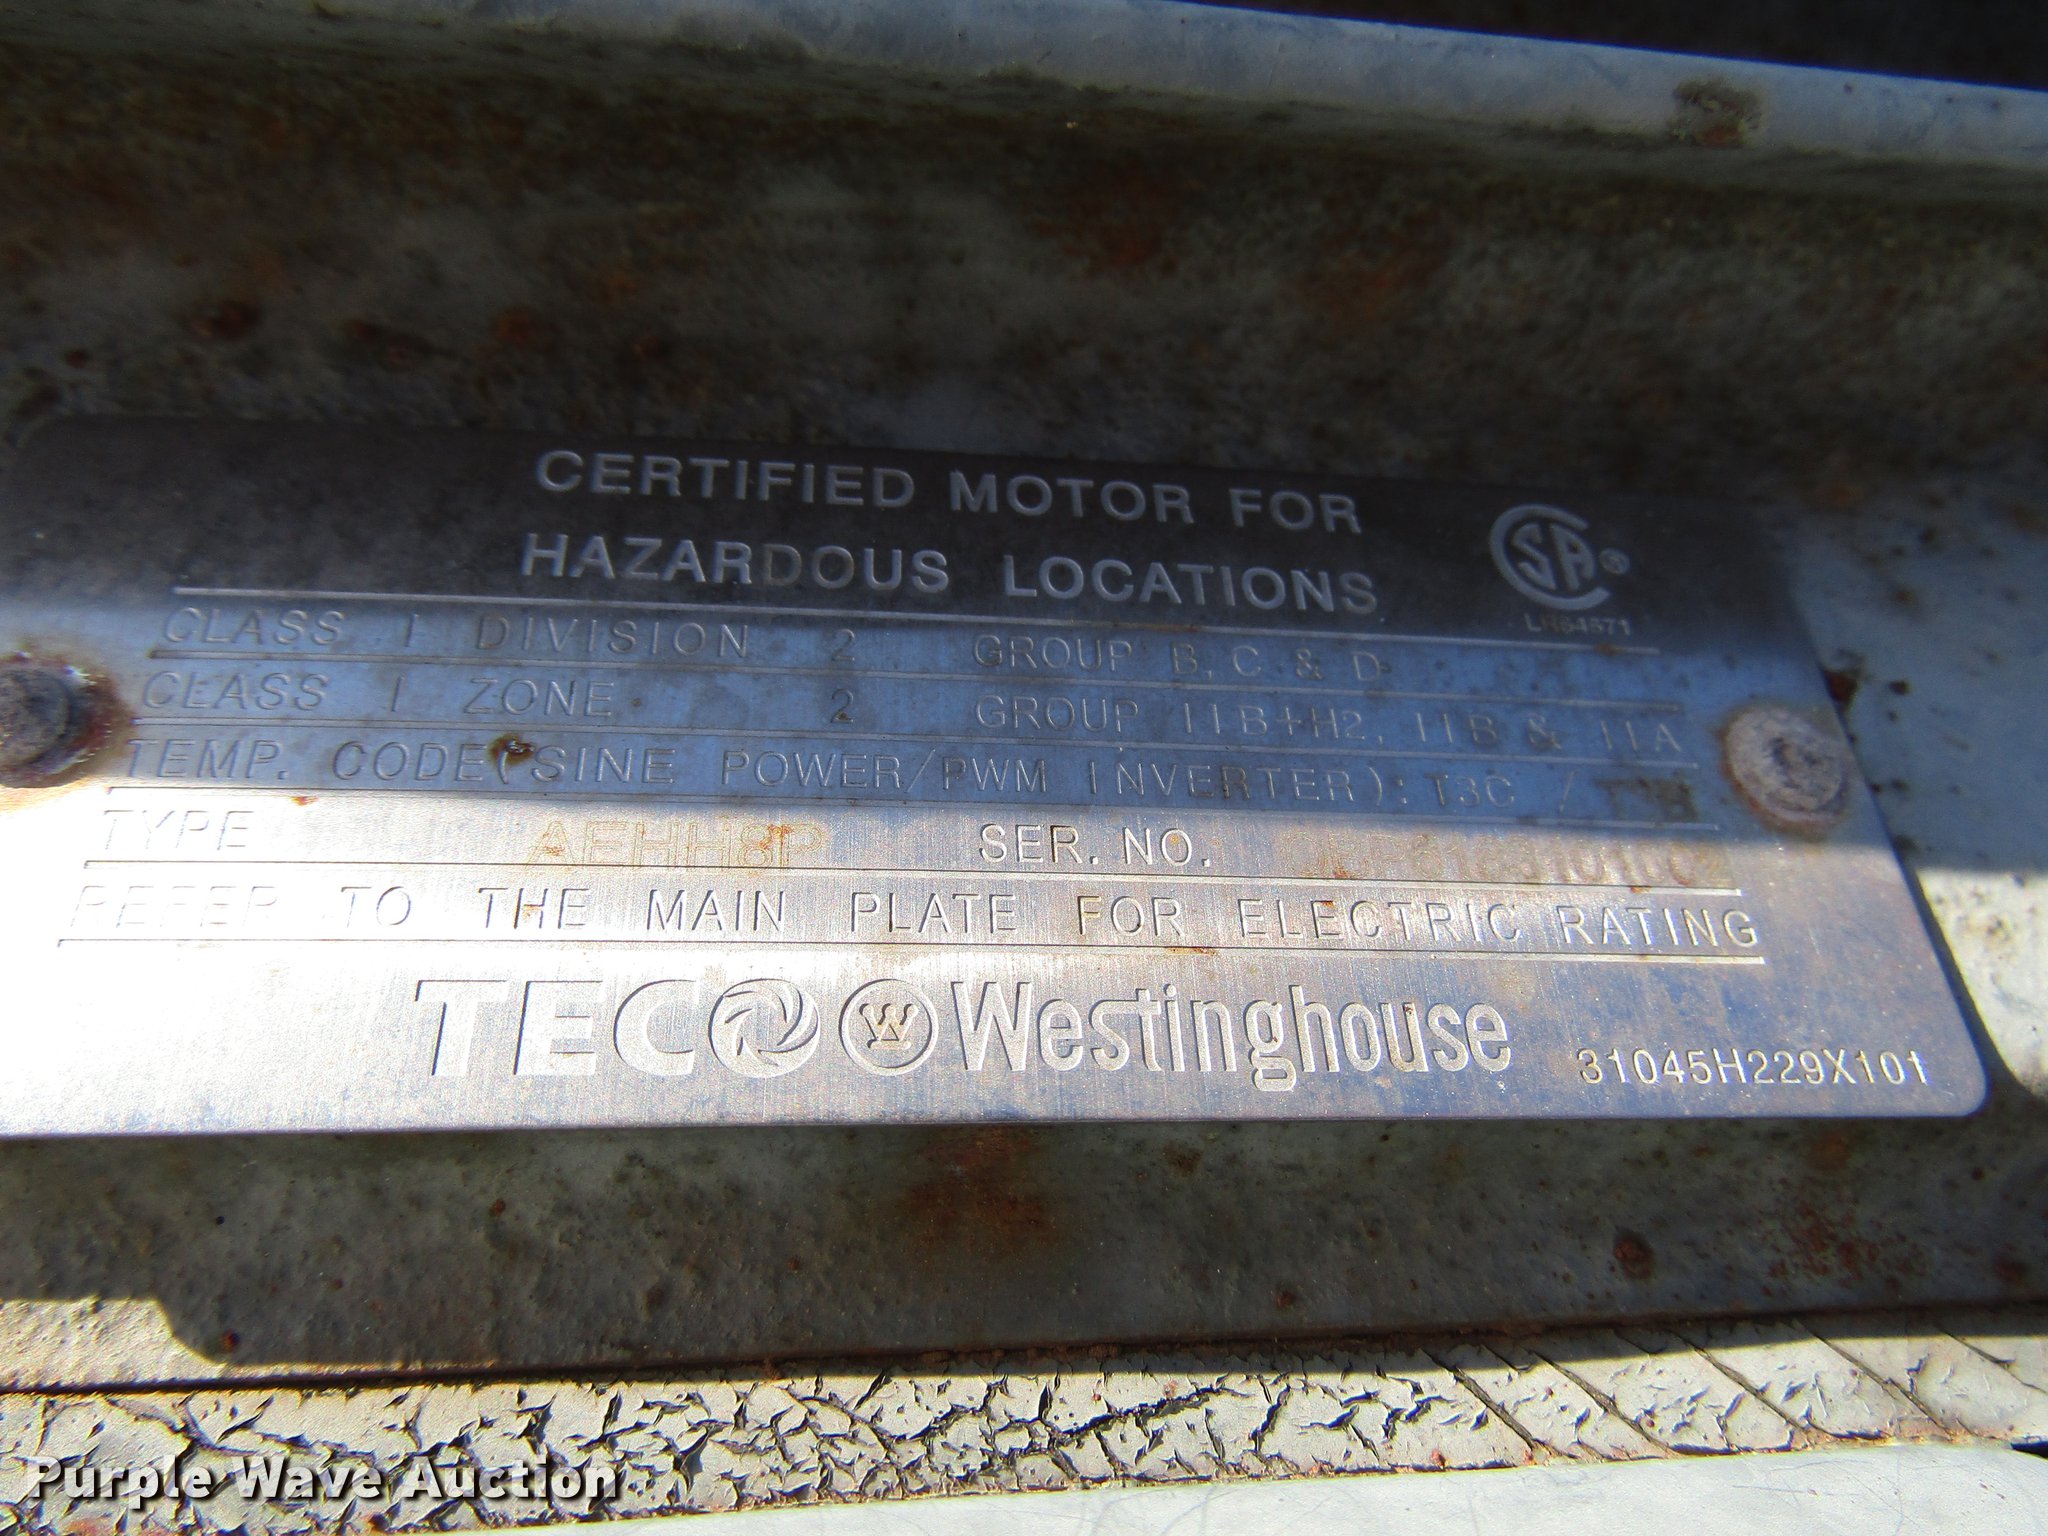 CERTIFIED MOTOR FOR
HAZARDOUS LOCATIONS
CSA®
LR64671
CLASS I DIVISION 2 GROUP B, C & D
CLASS I ZONE 2 GROUP IIB+H2, IIB & IIA
TEMP. CODE(SINE POWER/PWM INVERTER): T3C /
TYPE AEHH8P SER. NO.
REFER TO THE MAIN PLATE FOR ELECTRIC RATING
TECO W Westinghouse
31045H229X101
Purple Wave Auction